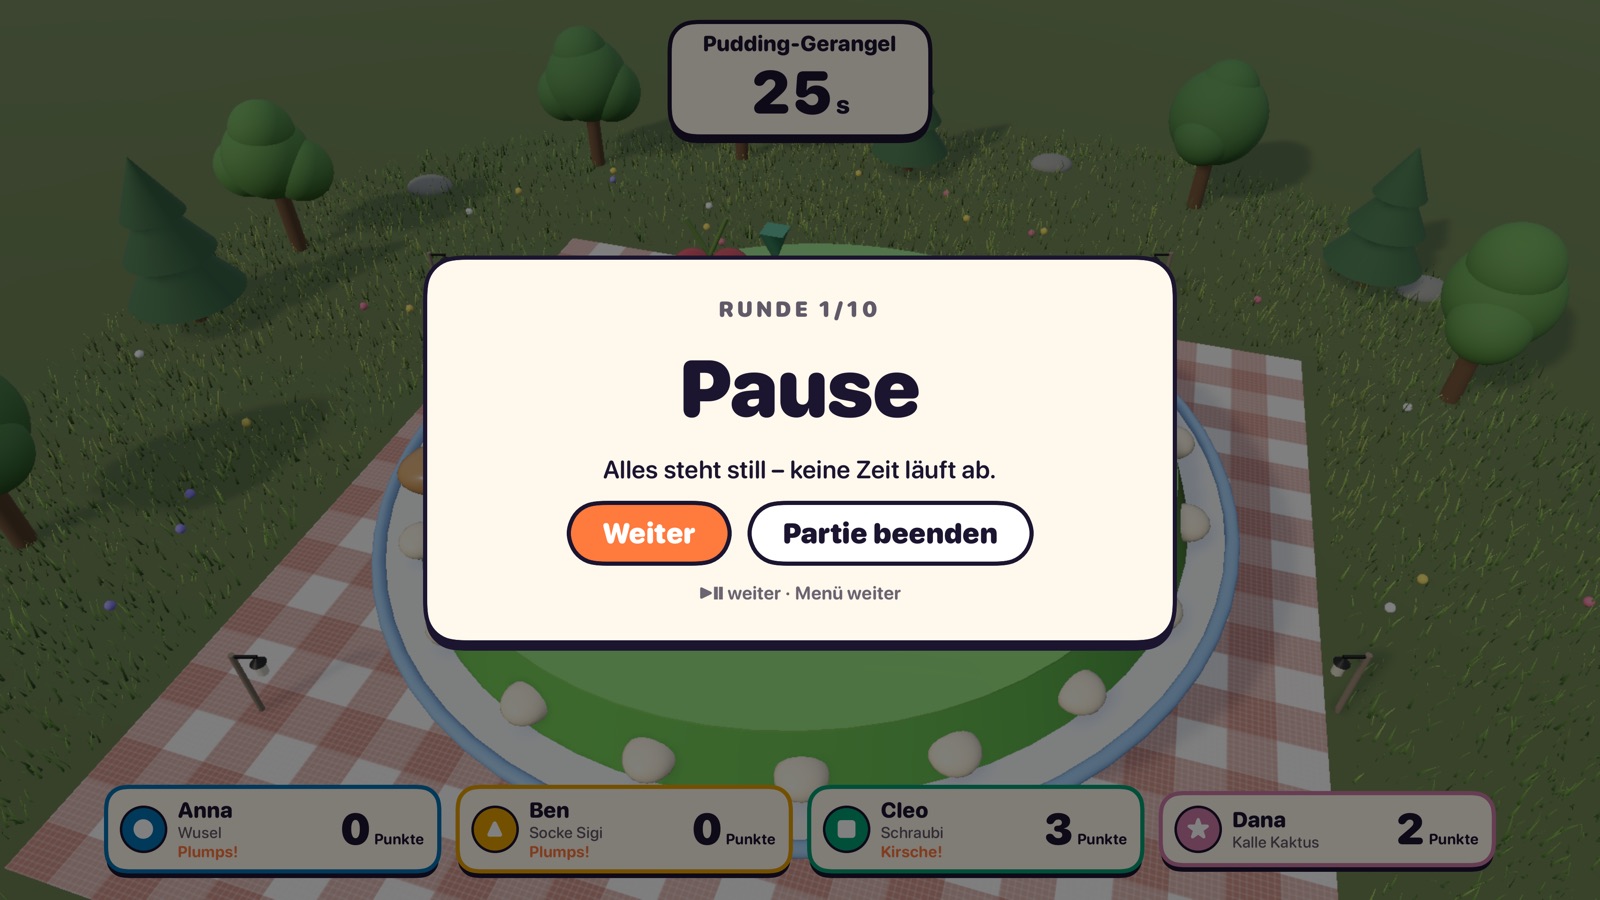 Pudding-Gerangel
25 s
RUNDE 1/10
Pause
Alles steht still – keine Zeit läuft ab.
Weiter
Partie beenden
weiter · Menü weiter
Anna
Wusel
Plumps!
0 Punkte
Ben
Socke Sigi
Plumps!
0 Punkte
Cleo
Schraubi
Kirsche!
3 Punkte
Dana
Kalle Kaktus
2 Punkte